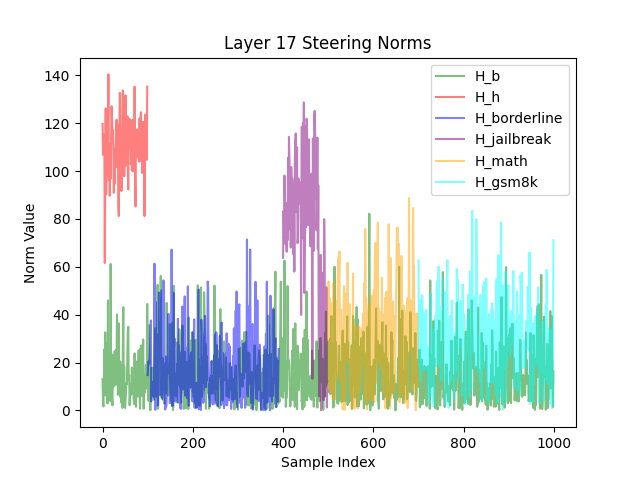 Layer 17 Steering Norms
H_b
H_h
H_borderline
H_jailbreak
H_math
H_gsm8k
Norm Value
140
120
100
80
60
40
20
0
0
200
400
600
800
1000
Sample Index